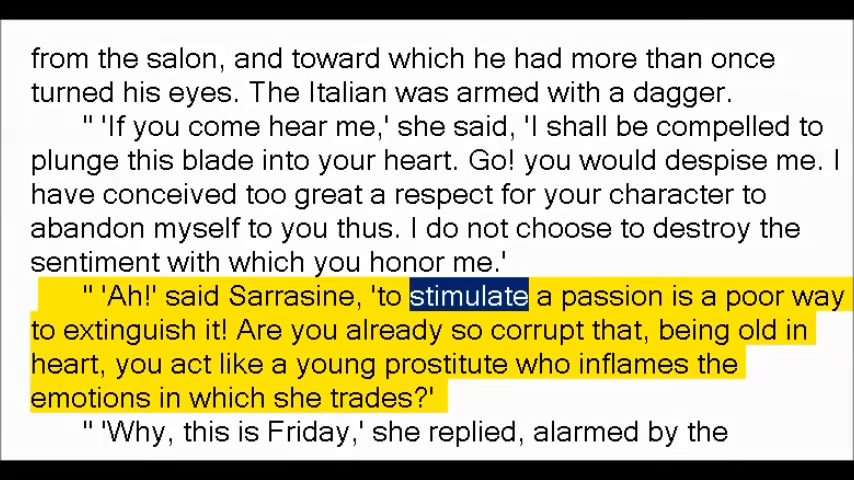 from the salon, and toward which he had more than once
turned his eyes. The Italian was armed with a dagger.
" 'If you come hear me,' she said, 'I shall be compelled to
plunge this blade into your heart. Go! you would despise me. I
have conceived too great a respect for your character to
abandon myself to you thus. I do not choose to destroy the
sentiment with which you honor me.'
" 'Ah!' said Sarrasine, 'to stimulate a passion is a poor way
to extinguish it! Are you already so corrupt that, being old in
heart, you act like a young prostitute who inflames the
emotions in which she trades?'
" 'Why, this is Friday,' she replied, alarmed by the